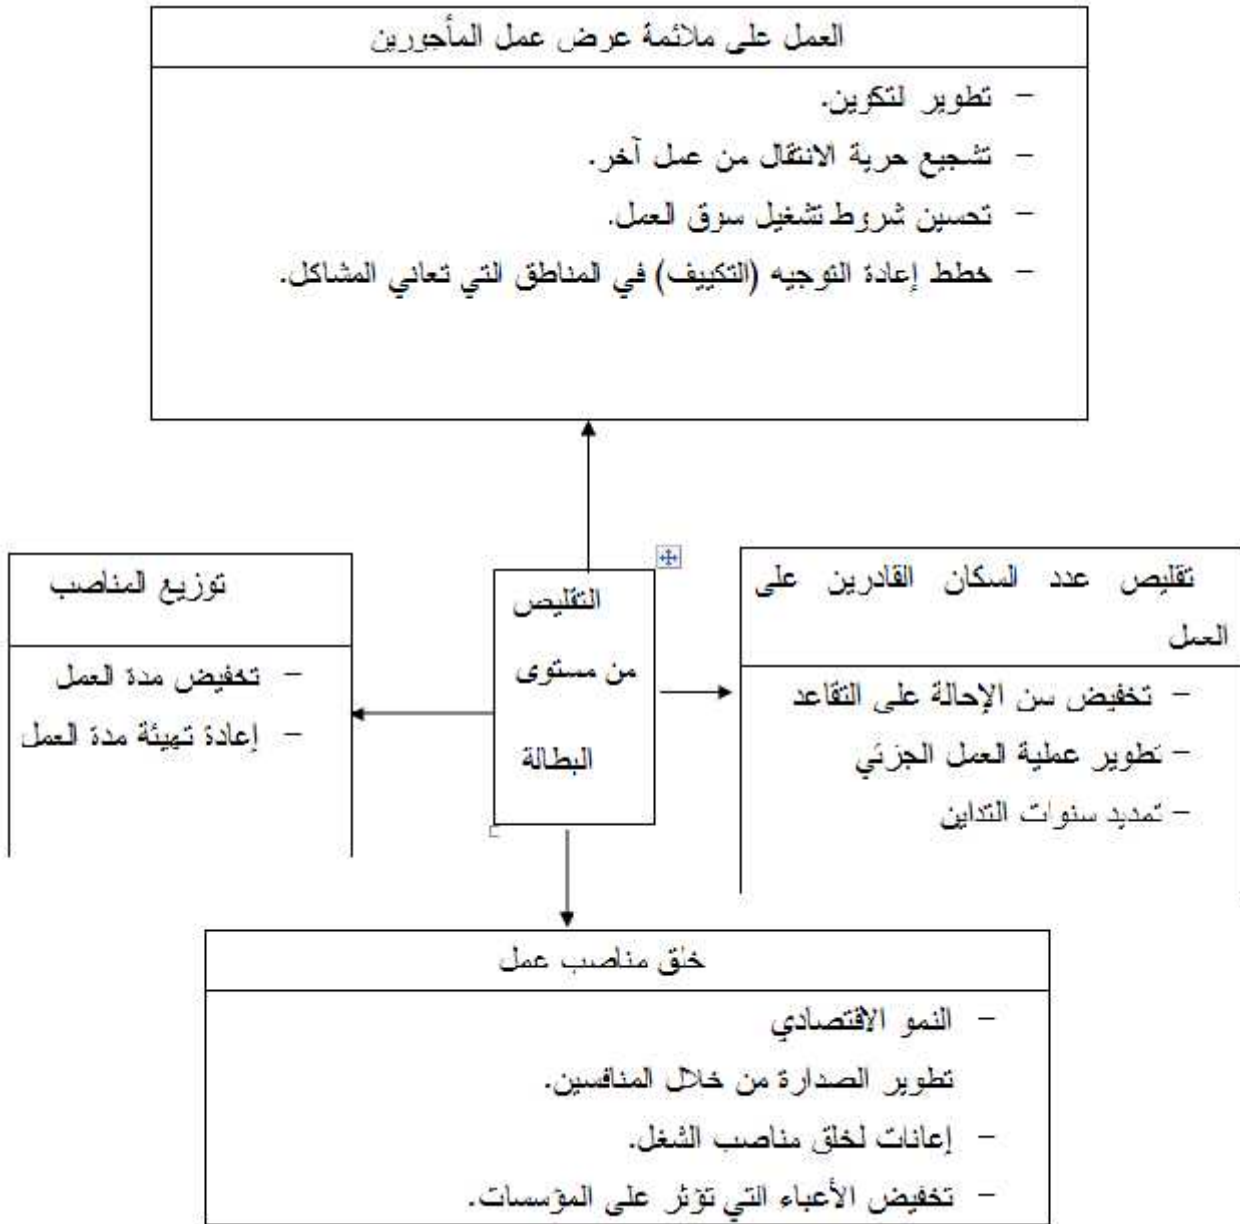 العمل على ملائمة عرض عمل المأجورين
- تطوير لتكوين.
- تشجيع حرية الانتقال من عمل آخر.
- تحسين شروط تشغيل سوق العمل.
- خطط إعادة التوجيه (التكييف) في المناطق التي تعاني المشاكل.
تقليص عدد السكان القادرين على
العمل
- تخفيض سن الإحالة على التقاعد
- تطوير عملية العمل الجزئي
- تمديد سنوات التداين
التقليص
من مستوى
البطالة
توزيع المناصب
- تخفيض مدة العمل
- إعادة تهيئة مدة العمل
خلق مناصب عمل
- النمو الاقتصادي
تطوير الصدارة من خلال المنافسين.
- إعانات لخلق مناصب الشغل.
- تخفيض الأعباء التي تؤثر على المؤسسات.